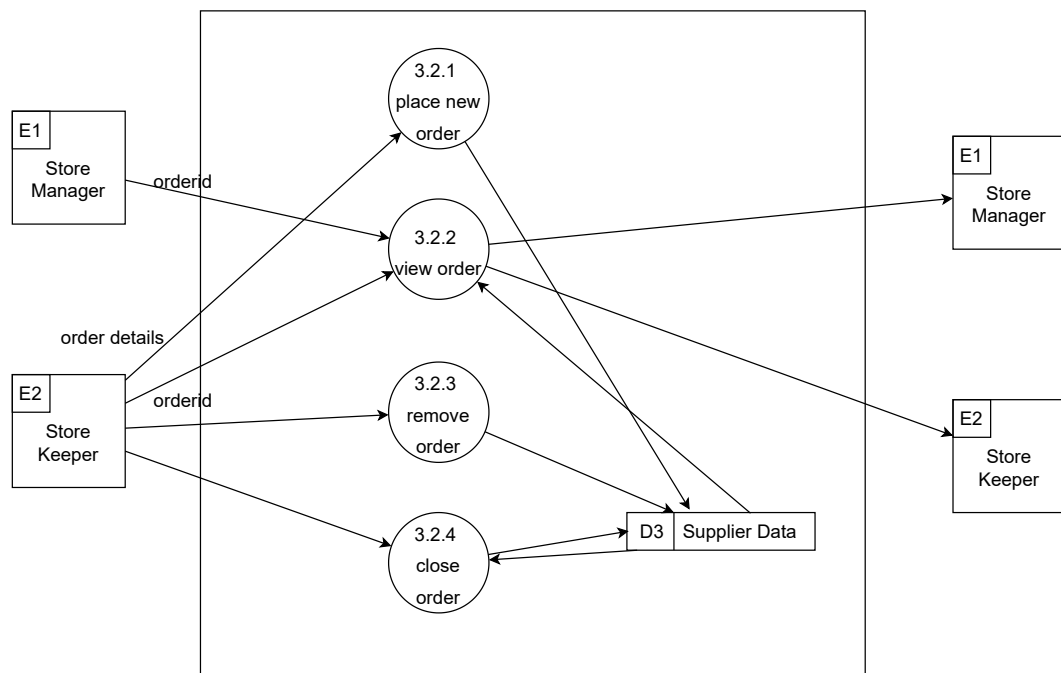 3.2.1
place new
order
E1
Store
Manager
orderid
E1
Store
Manager
3.2.2
view order
order details
E2
Store
Keeper
orderid
3.2.3
remove
order
E2
Store
Keeper
3.2.4
close
order
D3 Supplier Data